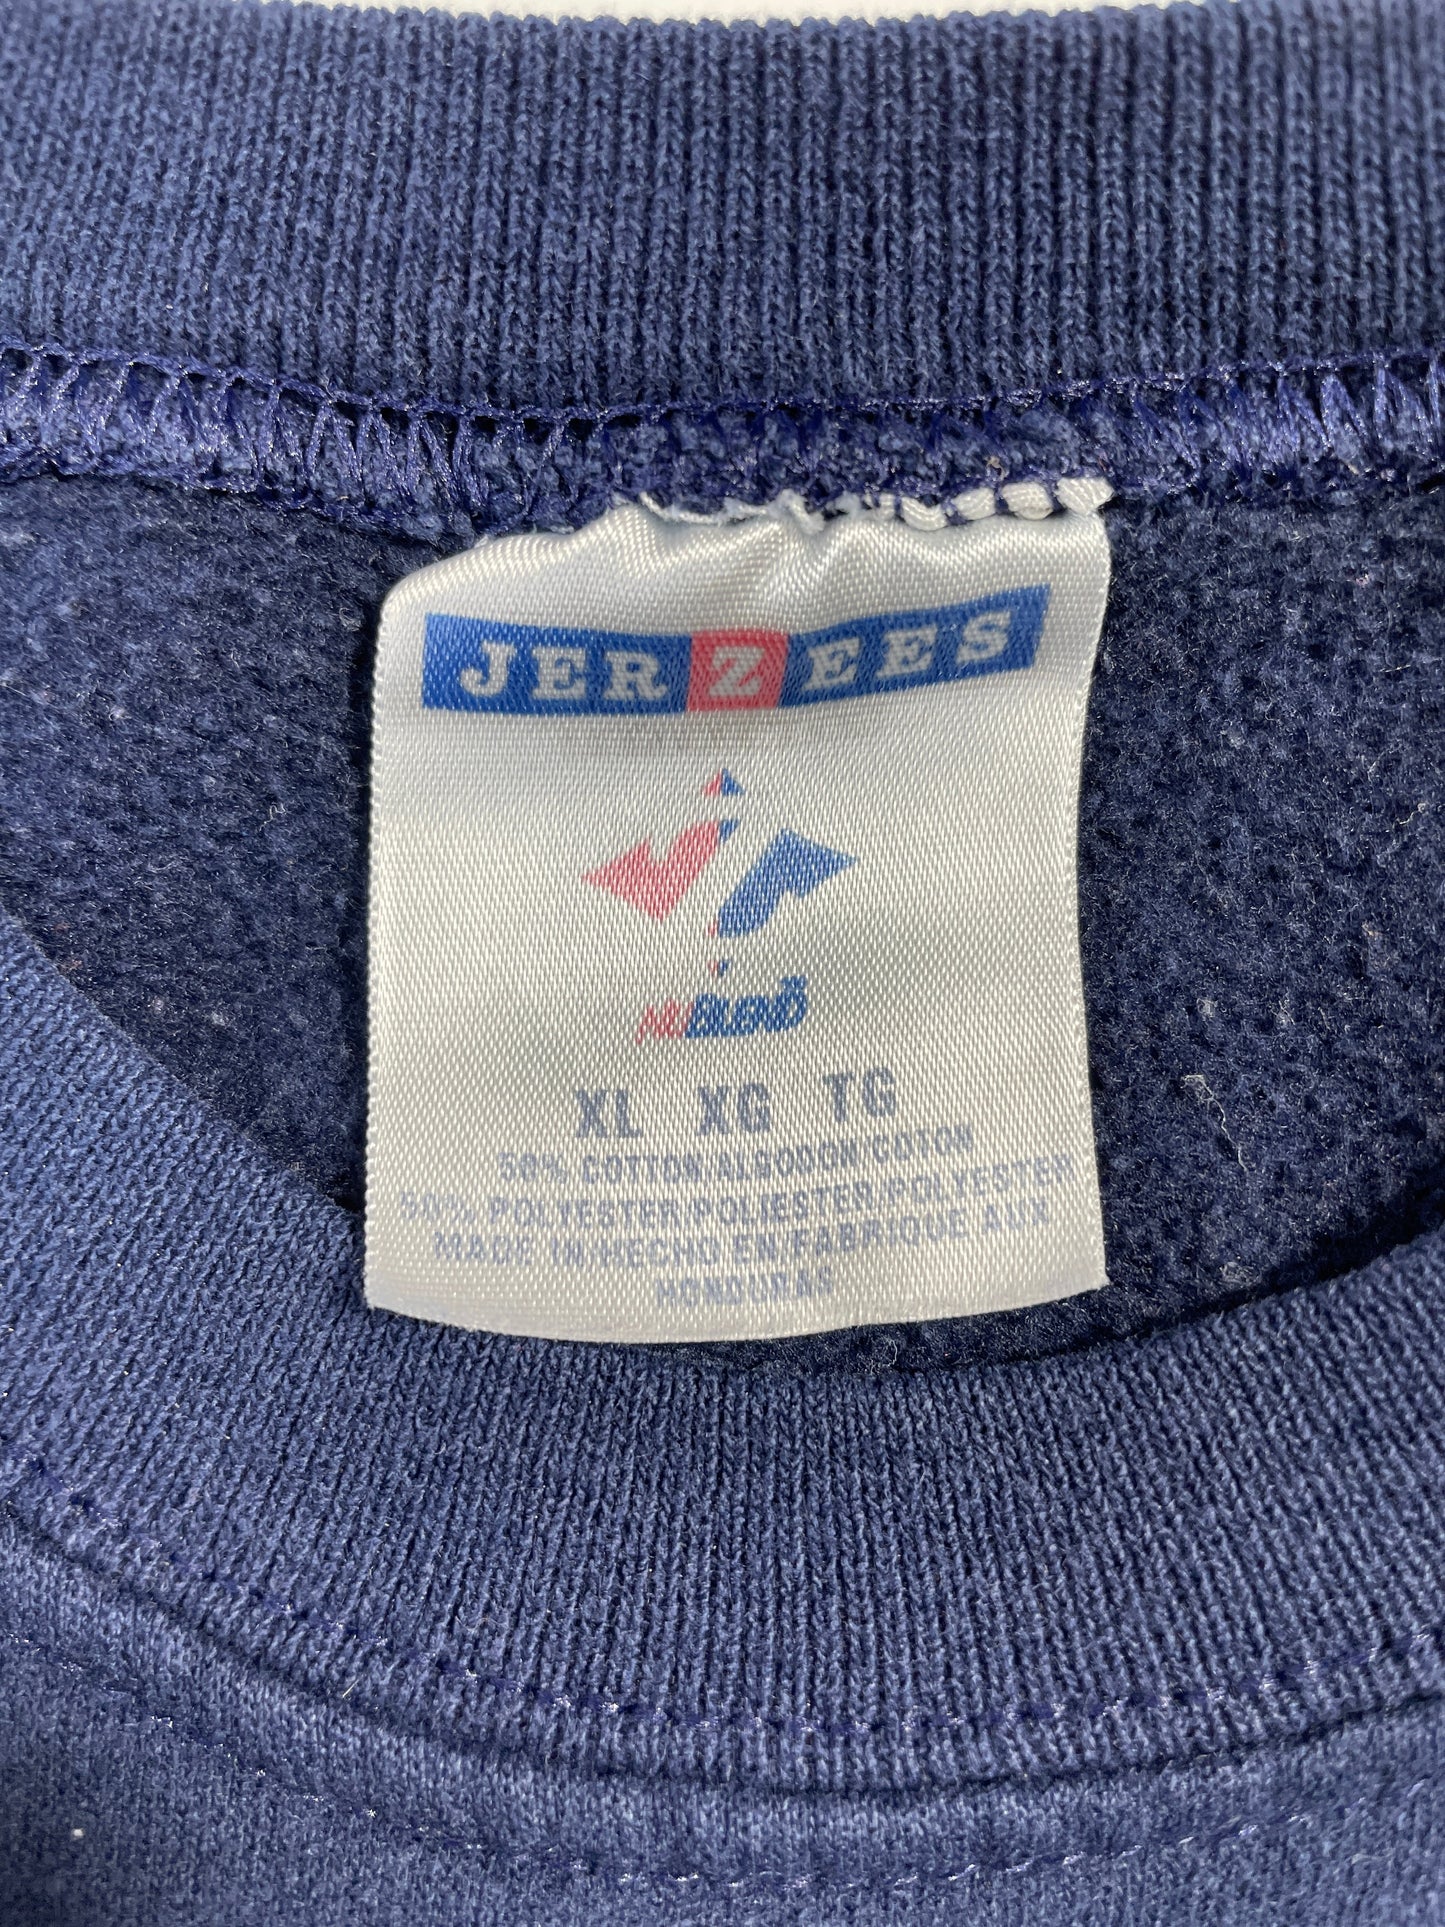 JERZEES
NUBLEND
XL XG TG
50% COTTON/ALGODON/COTON
50% POLYESTER/POLIESTER/POLYESTER
MADE IN/HECHO EN/FABRIQUE AUX
HONDURAS